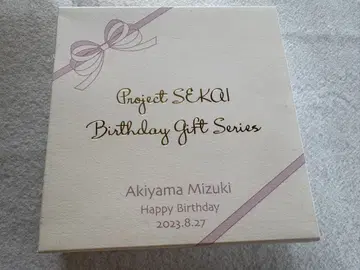 Project SEKAI
Birthday Gift Series
Akiyama Mizuki
Happy Birthday
2023.8.27